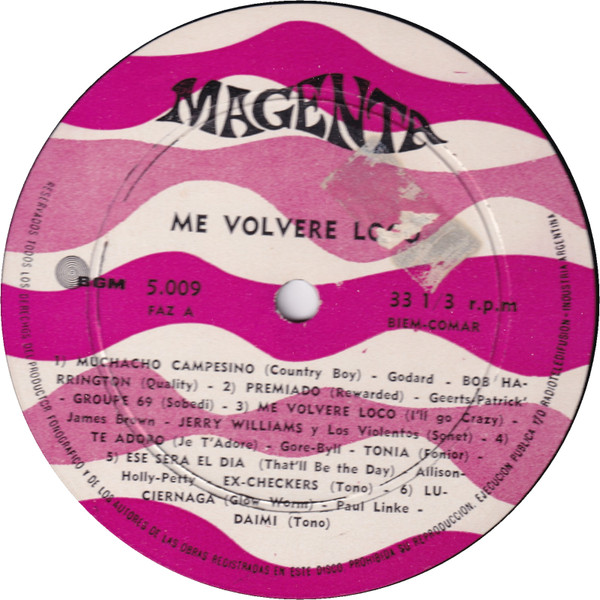 MAGENTA
ME VOLVERE LOCO
BGM 5.009 33 1/3 r.p.m
FAZ A BIEM-COMAR
1) MUCHACHO CAMPESINO (Country Boy) - Godard - BOB HA-
RRINGTON (Quality) - 2) PREMIADO (Rewarded) - Geerts/Patrick'
- GROUPE 69 (Sobedi) - 3) ME VOLVERE LOCO (I'll go Crazy) -
James Brown - JERRY WILLIAMS y Los Violentos (Sonet) - 4)
TE ADORO (Je T'Adore) - Gore-Byll - TONIA (Fonior) -
5) ESE SERA EL DIA (That'll Be the Day) - Allison-
Holly-Petty EX-CHECKERS (Tono) - 6) LU-
CIERNAGA (Glow Worm) - Paul Linke -
DAIMI (Tono)
RESERVADOS TODOS LOS DERECHOS DEL PRODUCTOR FONOGRAFICO Y DE LOS AUTORES DE LAS OBRAS REGISTRADAS EN ESTE DISCO. PROHIBIDA SU REPRODUCCION, EJECUCION PUBLICA Y/O RADIOTELEDIFUSION - INDUSTRIA ARGENTINA